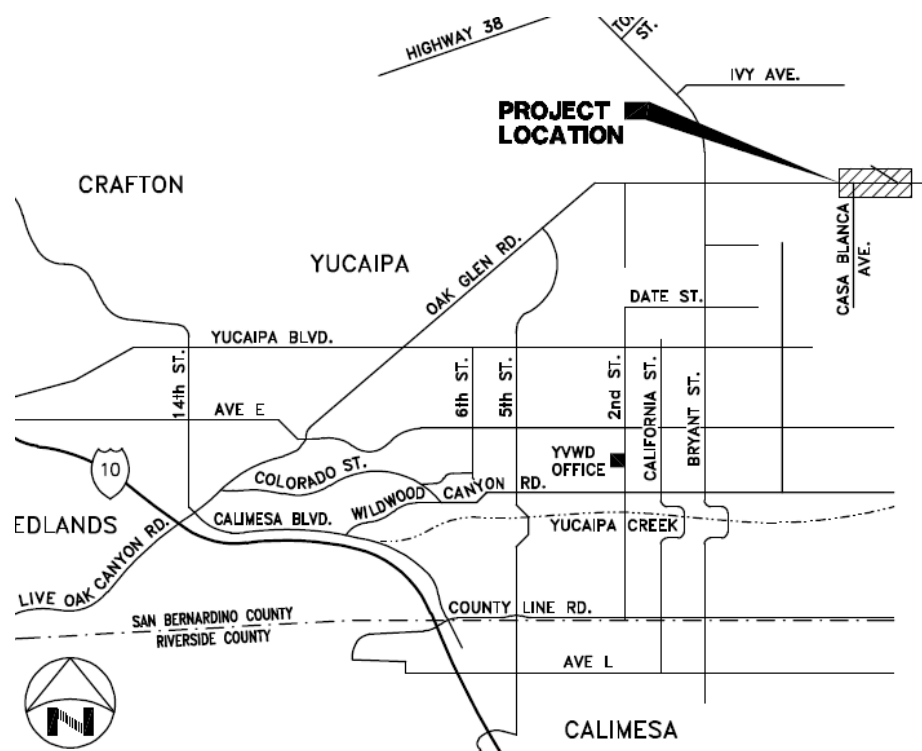 HIGHWAY 38
ST.
IVY AVE.
PROJECT
LOCATION
CRAFTON
YUCAIPA
OAK GLEN RD.
CASA BLANCA
AVE.
DATE ST.
YUCAIPA BLVD.
14th ST.
6th ST.
5th ST.
2nd ST.
CALIFORNIA ST.
BRYANT ST.
AVE E
10
YVWD
OFFICE
COLORADO ST.
WILDWOOD CANYON RD.
EDLANDS
CALIMESA BLVD.
YUCAIPA CREEK
LIVE OAK CANYON RD.
SAN BERNARDINO COUNTY
RIVERSIDE COUNTY
COUNTY LINE RD.
AVE L
N
CALIMESA